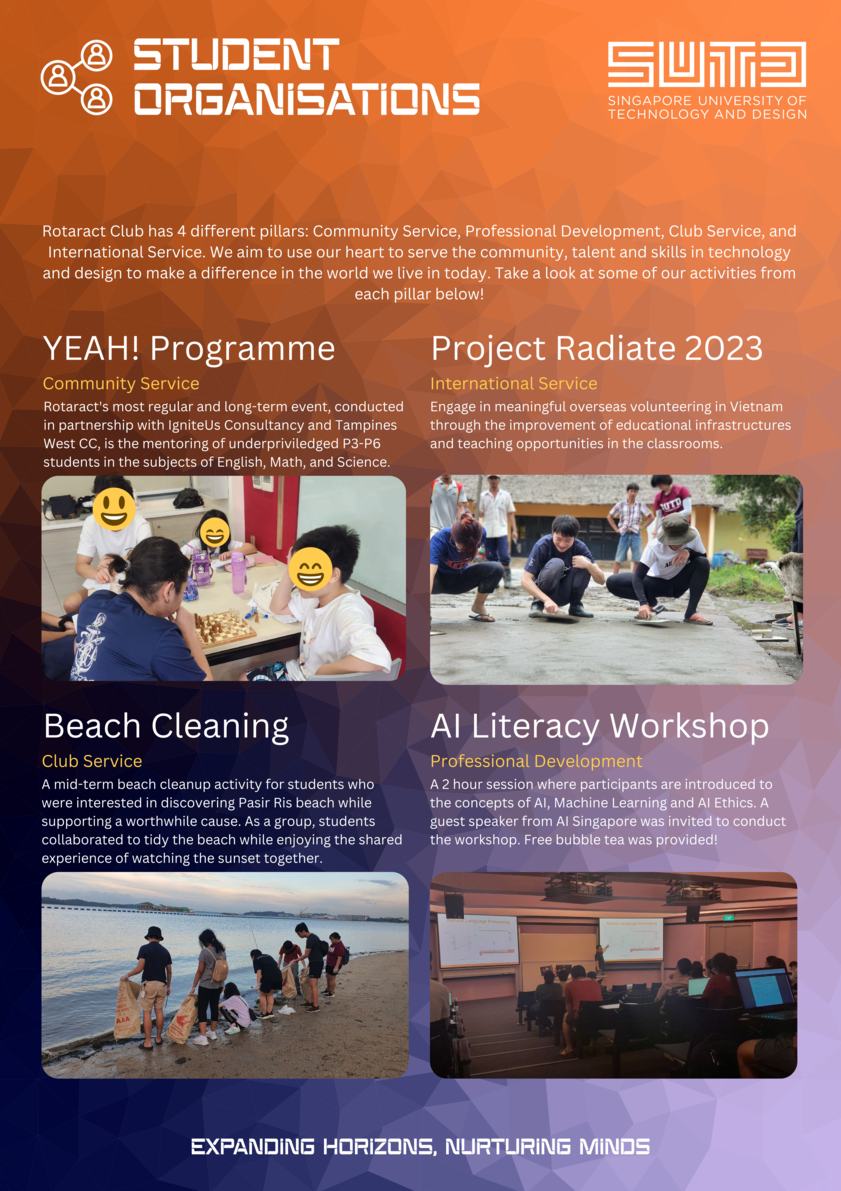 STUDENT
ORGANISATIONS
SUTD
SINGAPORE UNIVERSITY OF
TECHNOLOGY AND DESIGN
Rotaract Club has 4 different pillars: Community Service, Professional Development, Club Service, and
International Service. We aim to use our heart to serve the community, talent and skills in technology
and design to make a difference in the world we live in today. Take a look at some of our activities from
each pillar below!
YEAH! Programme
Community Service
Rotaract's most regular and long-term event, conducted
in partnership with IgniteUs Consultancy and Tampines
West CC, is the mentoring of underpriviledged P3-P6
students in the subjects of English, Math, and Science.
Project Radiate 2023
International Service
Engage in meaningful overseas volunteering in Vietnam
through the improvement of educational infrastructures
and teaching opportunities in the classrooms.
Beach Cleaning
Club Service
A mid-term beach cleanup activity for students who
were interested in discovering Pasir Ris beach while
supporting a worthwhile cause. As a group, students
collaborated to tidy the beach while enjoying the shared
experience of watching the sunset together.
AI Literacy Workshop
Professional Development
A 2 hour session where participants are introduced to
the concepts of AI, Machine Learning and AI Ethics. A
guest speaker from AI Singapore was invited to conduct
the workshop. Free bubble tea was provided!
EXPANDING HORIZONS, NURTURING MINDS